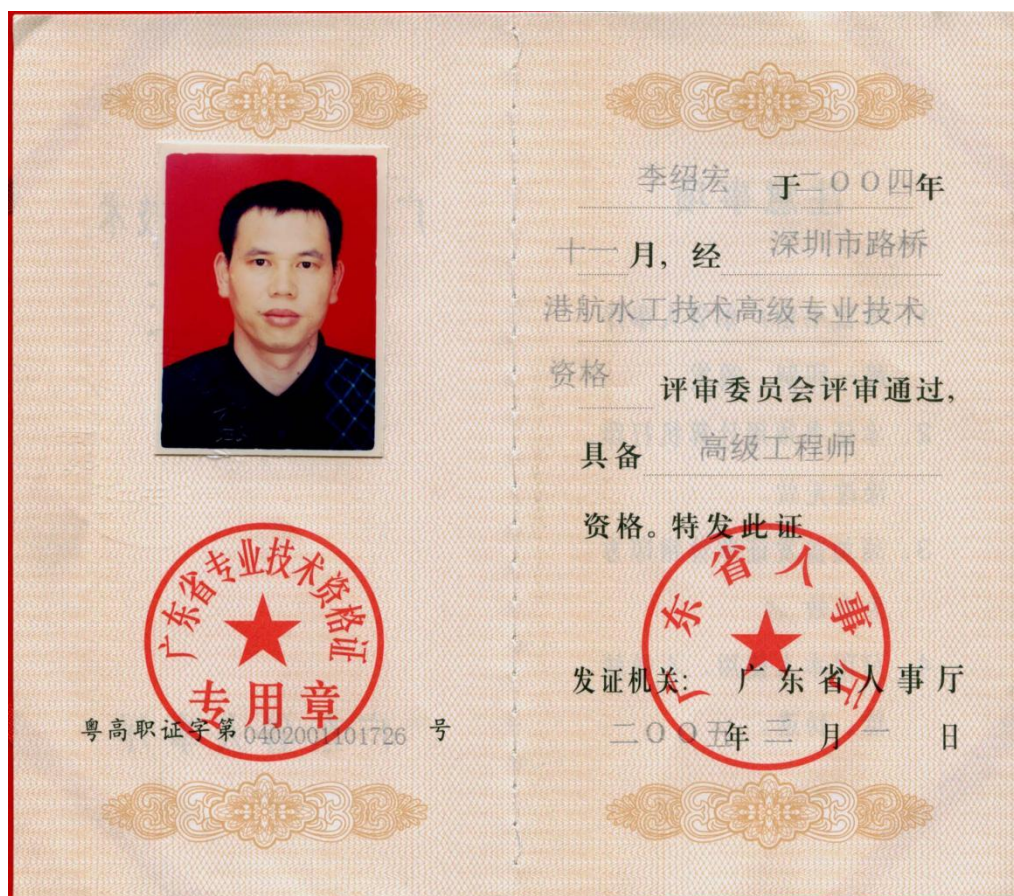 广东省专业技术资格证
专用章
粤高职证字第 0402001101726 号
李绍宏 于二〇〇四年
十一月，经 深圳市路桥
港航水工技术高级专业技术
资格 评审委员会评审通过，
具备 高级工程师
资格。特发此证
广东省人事厅
发证机关： 广东省人事厅
二〇〇五年 三 月 一 日